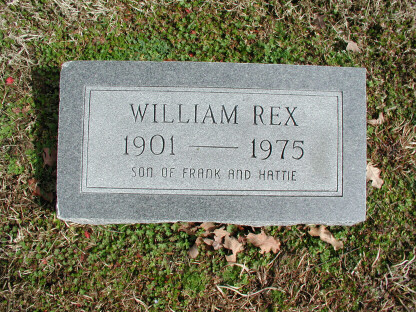 WILLIAM REX
1901 — 1975
SON OF FRANK AND HATTIE